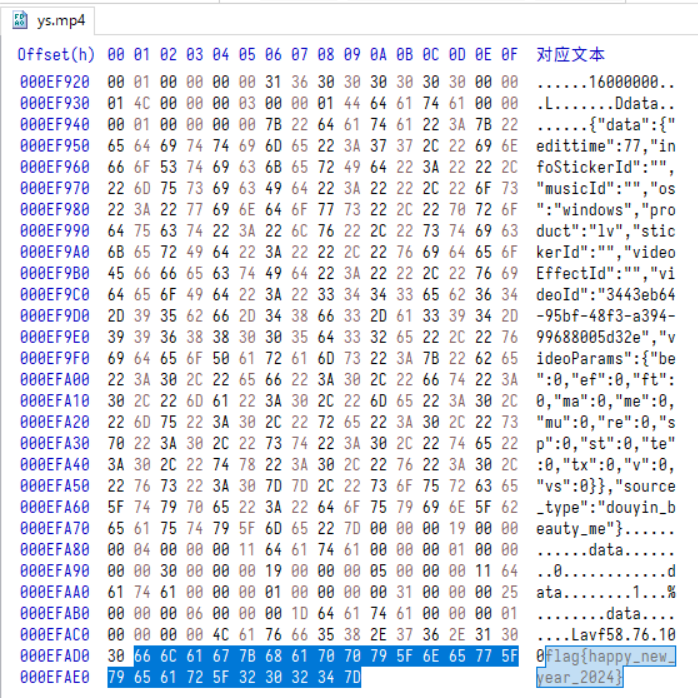 ys.mp4
Offset(h) 00 01 02 03 04 05 06 07 08 09 0A 0B 0C 0D 0E 0F 对应文本
000EF920 00 01 00 00 00 00 31 36 30 30 30 30 30 30 00 00 ......16000000..
000EF930 01 4C 00 00 00 03 00 00 01 44 64 61 74 61 00 00 .L.......Ddata..
000EF940 00 01 00 00 00 00 7B 22 64 61 74 61 22 3A 7B 22 ......{"data":{"
000EF950 65 64 69 74 74 69 6D 65 22 3A 37 37 2C 22 69 6E edittime":77,"in
000EF960 66 6F 53 74 69 63 6B 65 72 49 64 22 3A 22 22 2C foStickerId":"",
000EF970 22 6D 75 73 69 63 49 64 22 3A 22 22 2C 22 6F 73 "musicId":"","os
000EF980 22 3A 22 77 69 6E 64 6F 77 73 22 2C 22 70 72 6F ":"windows","pro
000EF990 64 75 63 74 22 3A 22 6C 76 22 2C 22 73 74 69 63 duct":"lv","stic
000EF9A0 6B 65 72 49 64 22 3A 22 22 2C 22 76 69 64 65 6F kerId":"","video
000EF9B0 45 66 66 65 63 74 49 64 22 3A 22 22 2C 22 76 69 EffectId":"","vi
000EF9C0 64 65 6F 49 64 22 3A 22 33 34 34 33 65 62 36 34 deoId":"3443eb64
000EF9D0 2D 39 35 62 66 2D 34 38 66 33 2D 61 33 39 34 2D -95bf-48f3-a394-
000EF9E0 39 39 36 38 38 30 30 35 64 33 32 65 22 2C 22 76 99688005d32e","v
000EF9F0 69 64 65 6F 50 61 72 61 6D 73 22 3A 7B 22 62 65 ideoParams":{"be
000EFA00 22 3A 30 2C 22 65 66 22 3A 30 2C 22 66 74 22 3A ":0,"ef":0,"ft":
000EFA10 30 2C 22 6D 61 22 3A 30 2C 22 6D 65 22 3A 30 2C 0,"ma":0,"me":0,
000EFA20 22 6D 75 22 3A 30 2C 22 72 65 22 3A 30 2C 22 73 "mu":0,"re":0,"s
000EFA30 70 22 3A 30 2C 22 73 74 22 3A 30 2C 22 74 65 22 p":0,"st":0,"te"
000EFA40 3A 30 2C 22 74 78 22 3A 30 2C 22 76 22 3A 30 2C :0,"tx":0,"v":0,
000EFA50 22 76 73 22 3A 30 7D 7D 2C 22 73 6F 75 72 63 65 "vs":0}},"source
000EFA60 5F 74 79 70 65 22 3A 22 64 6F 75 79 69 6E 5F 62 _type":"douyin_b
000EFA70 65 61 75 74 79 5F 6D 65 22 7D 00 00 00 19 00 00 eauty_me"}......
000EFA80 00 04 00 00 00 11 64 61 74 61 00 00 00 01 00 00 ......data......
000EFA90 00 00 30 00 00 00 19 00 00 00 05 00 00 00 11 64 ..0............d
000EFAA0 61 74 61 00 00 00 01 00 00 00 00 31 00 00 00 25 ata........1...%
000EFAB0 00 00 00 06 00 00 00 1D 64 61 74 61 00 00 00 01 ........data....
000EFAC0 00 00 00 00 4C 61 76 66 35 38 2E 37 36 2E 31 30 ....Lavf58.76.10
000EFAD0 30 66 6C 61 67 7B 68 61 70 70 79 5F 6E 65 77 5F 0flag{happy_new_
000EFAE0 79 65 61 72 5F 32 30 32 34 7D year_2024}